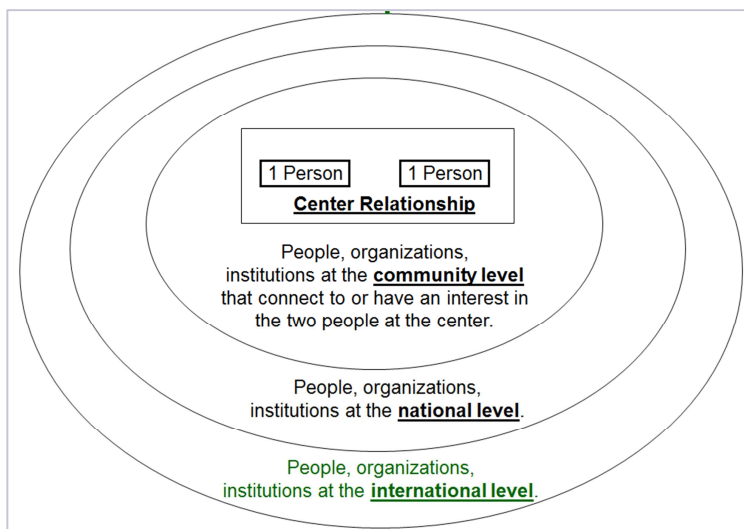 1 Person 1 Person
Center Relationship
People, organizations,
institutions at the community level
that connect to or have an interest in
the two people at the center.
People, organizations,
institutions at the national level.
People, organizations,
institutions at the international level.